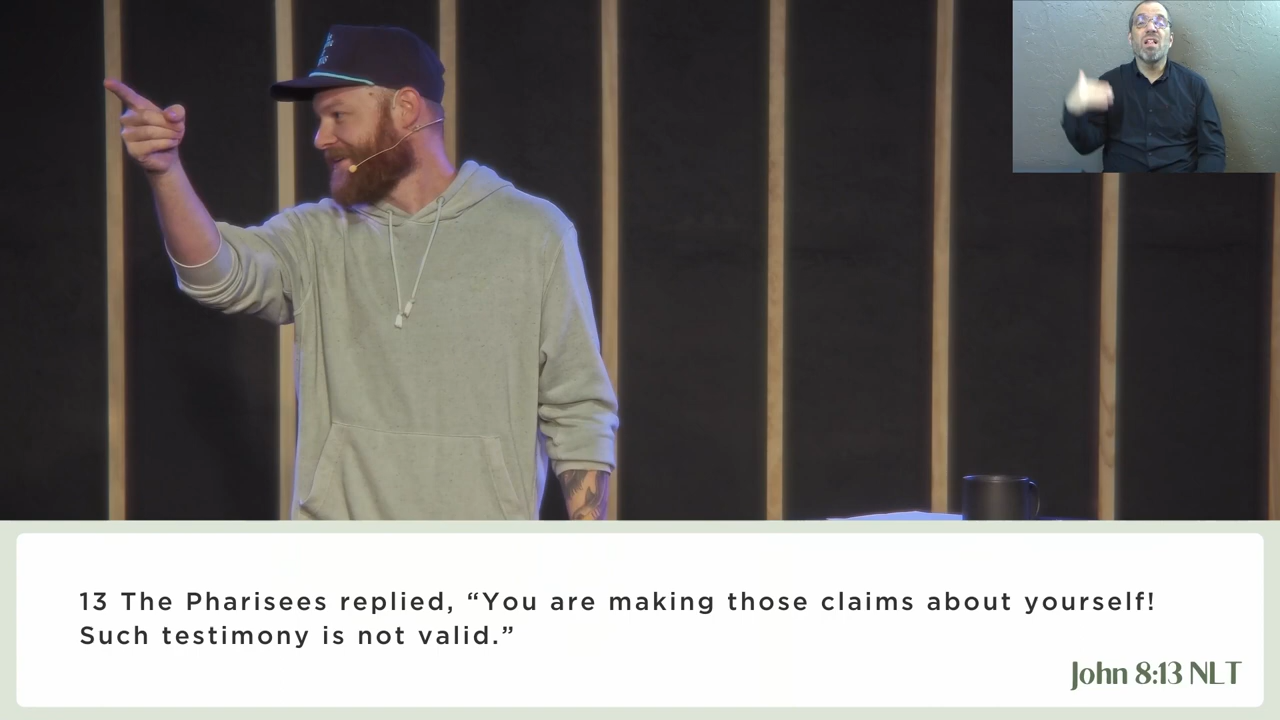 13 The Pharisees replied, “You are making those claims about yourself!
Such testimony is not valid.”
John 8:13 NLT